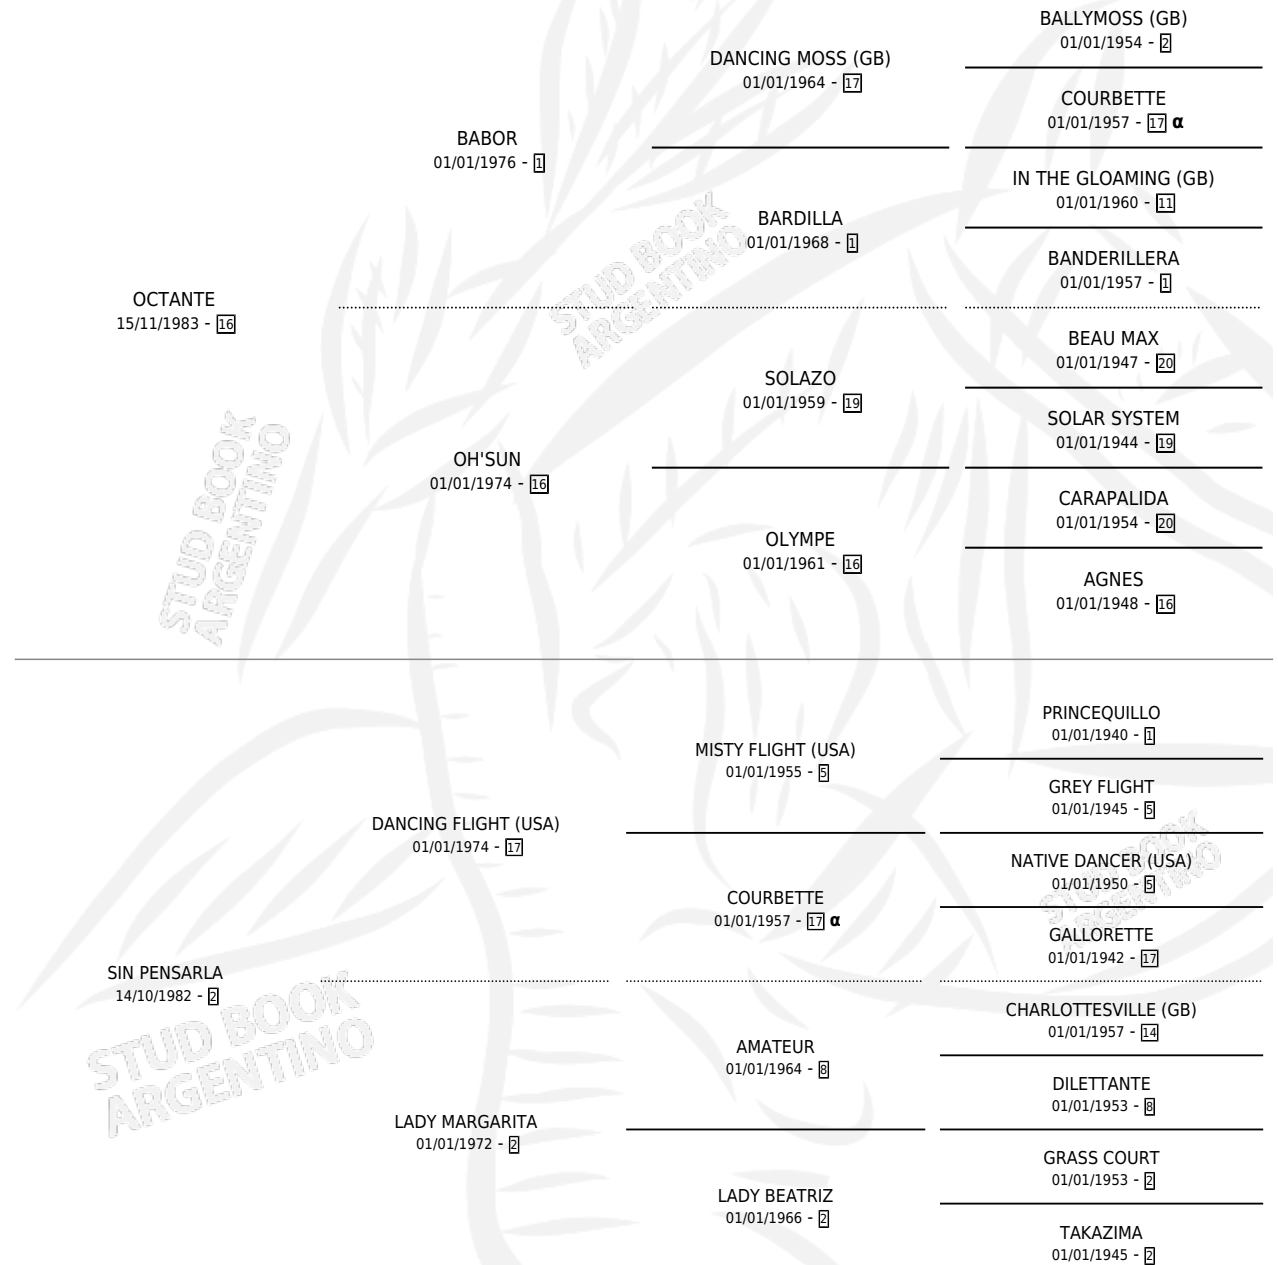 BALLYMOSS (GB)
01/01/1954 - 2
DANCING MOSS (GB)
01/01/1964 - 17
COURBETTE
01/01/1957 - 17 α
BABOR
01/01/1976 - 1
IN THE GLOAMING (GB)
01/01/1960 - 11
BARDILLA
01/01/1968 - 1
BANDERILLERA
01/01/1957 - 1
OCTANTE
15/11/1983 - 16
BEAU MAX
01/01/1947 - 20
SOLAZO
01/01/1959 - 19
SOLAR SYSTEM
01/01/1944 - 19
OH'SUN
01/01/1974 - 16
CARAPALIDA
01/01/1954 - 20
OLYMPE
01/01/1961 - 16
AGNES
01/01/1948 - 16
PRINCEQUILLO
01/01/1940 - 1
MISTY FLIGHT (USA)
01/01/1955 - 5
GREY FLIGHT
01/01/1945 - 5
DANCING FLIGHT (USA)
01/01/1974 - 17
NATIVE DANCER (USA)
01/01/1950 - 5
COURBETTE
01/01/1957 - 17 α
GALLORETTE
01/01/1942 - 17
SIN PENSARLA
14/10/1982 - 2
CHARLOTTESVILLE (GB)
01/01/1957 - 14
AMATEUR
01/01/1964 - 8
DILETTANTE
01/01/1953 - 8
LADY MARGARITA
01/01/1972 - 2
GRASS COURT
01/01/1953 - 2
LADY BEATRIZ
01/01/1966 - 2
TAKAZIMA
01/01/1945 - 2
STUD BOOK
ARGENTINO
STUD BOOK
ARGENTINO
STUD BOOK
ARGENTINO
STUD BOOK
ARGENTINO